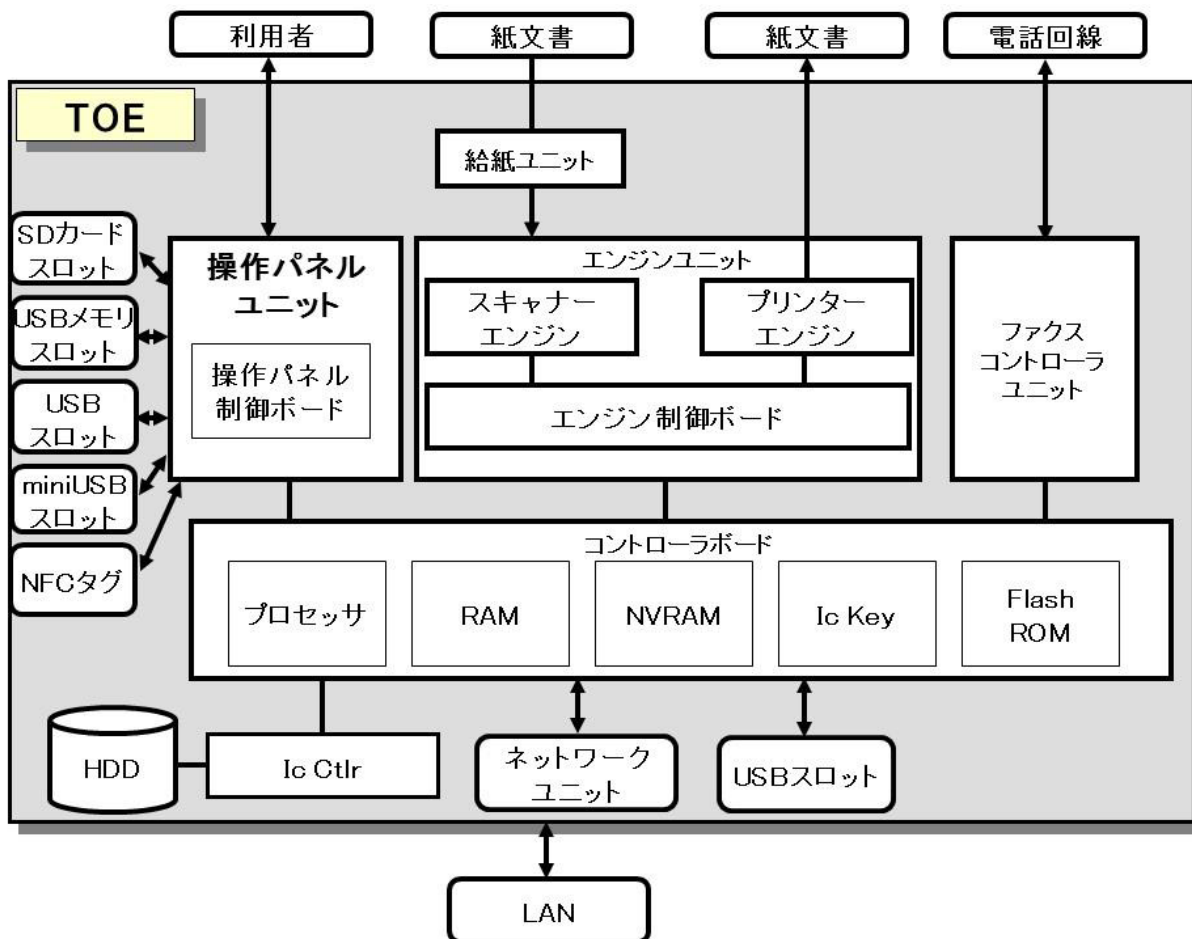 利用者
紙文書
紙文書
電話回線
TOE
給紙ユニット
SDカード
スロット
USBメモリ
スロット
USB
スロット
miniUSB
スロット
NFCタグ
操作パネル
ユニット
操作パネル
制御ボード
エンジンユニット
スキャナー
エンジン
プリンター
エンジン
エンジン制御ボード
ファクス
コントローラ
ユニット
コントローラボード
プロセッサ
RAM
NVRAM
Ic Key
Flash
ROM
HDD
Ic Ctlr
ネットワーク
ユニット
USBスロット
LAN